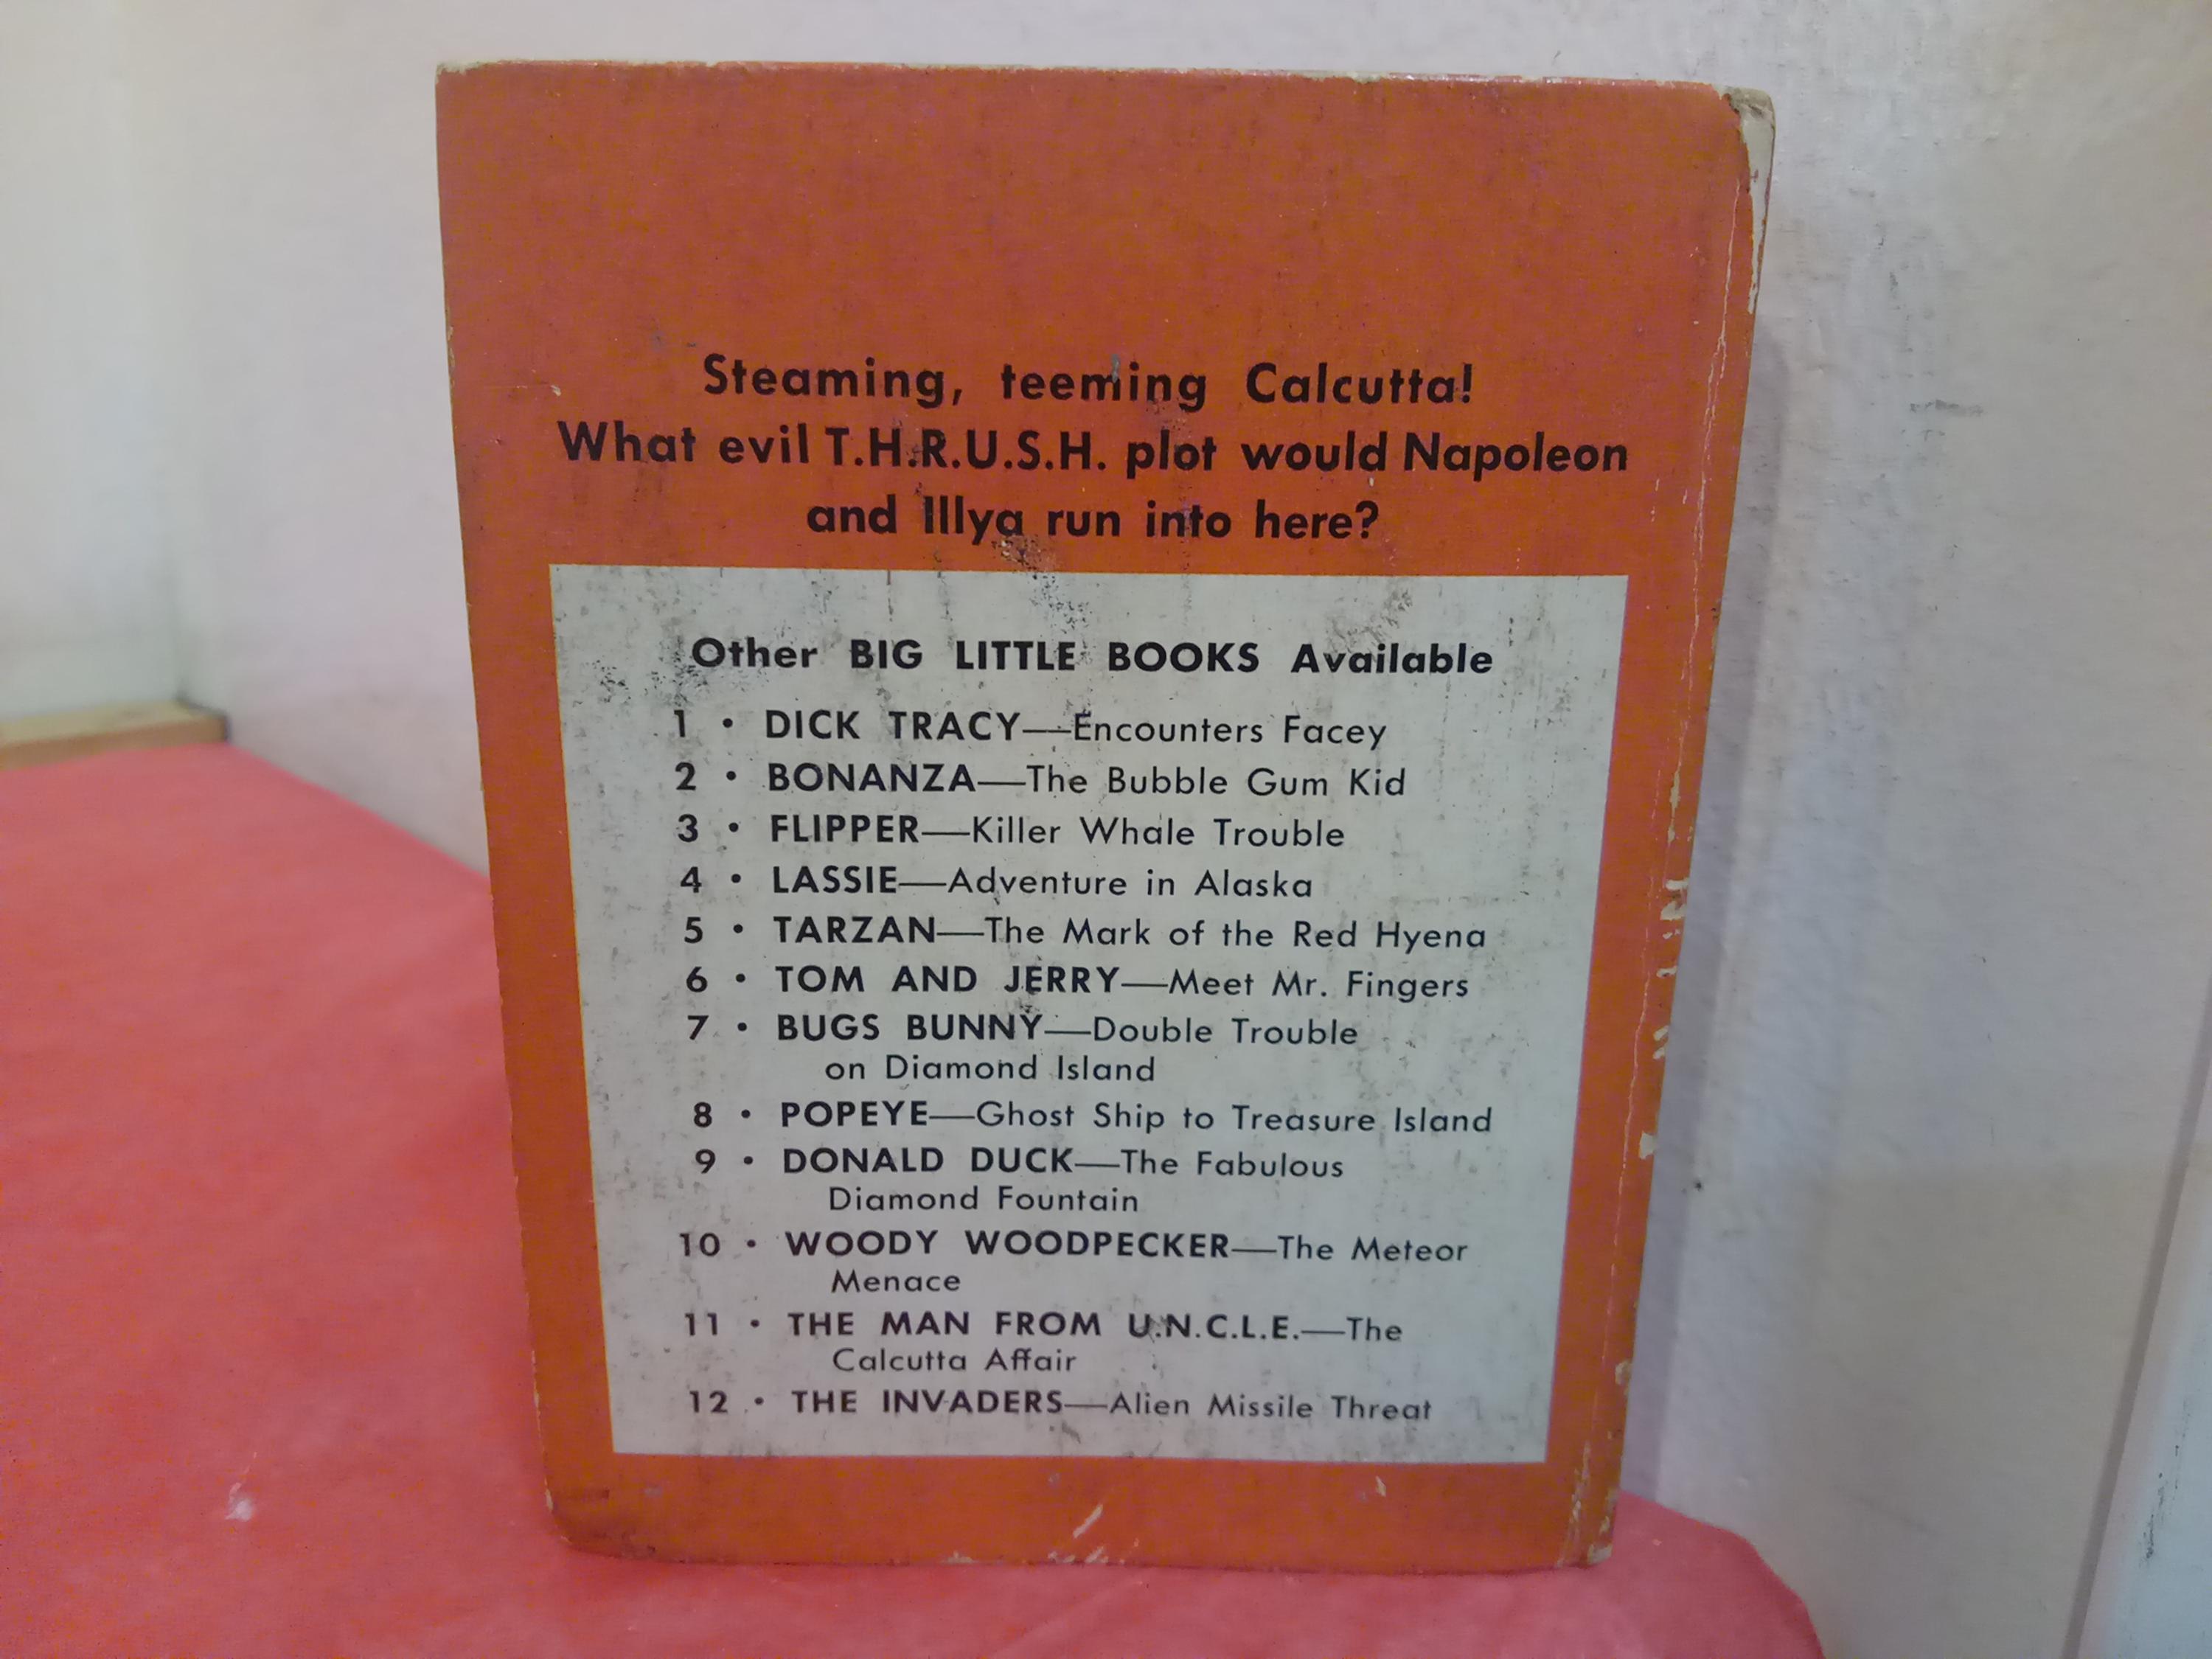 Steaming, teeming Calcutta!
What evil T.H.R.U.S.H. plot would Napoleon
and Illya run into here?
Other BIG LITTLE BOOKS Available
1 • DICK TRACY—Encounters Facey
2 • BONANZA—The Bubble Gum Kid
3 • FLIPPER—Killer Whale Trouble
4 • LASSIE—Adventure in Alaska
5 • TARZAN—The Mark of the Red Hyena
6 • TOM AND JERRY—Meet Mr. Fingers
7 • BUGS BUNNY—Double Trouble
on Diamond Island
8 • POPEYE—Ghost Ship to Treasure Island
9 • DONALD DUCK—The Fabulous
Diamond Fountain
10 • WOODY WOODPECKER—The Meteor
Menace
11 • THE MAN FROM U.N.C.L.E.—The
Calcutta Affair
12 • THE INVADERS—Alien Missile Threat